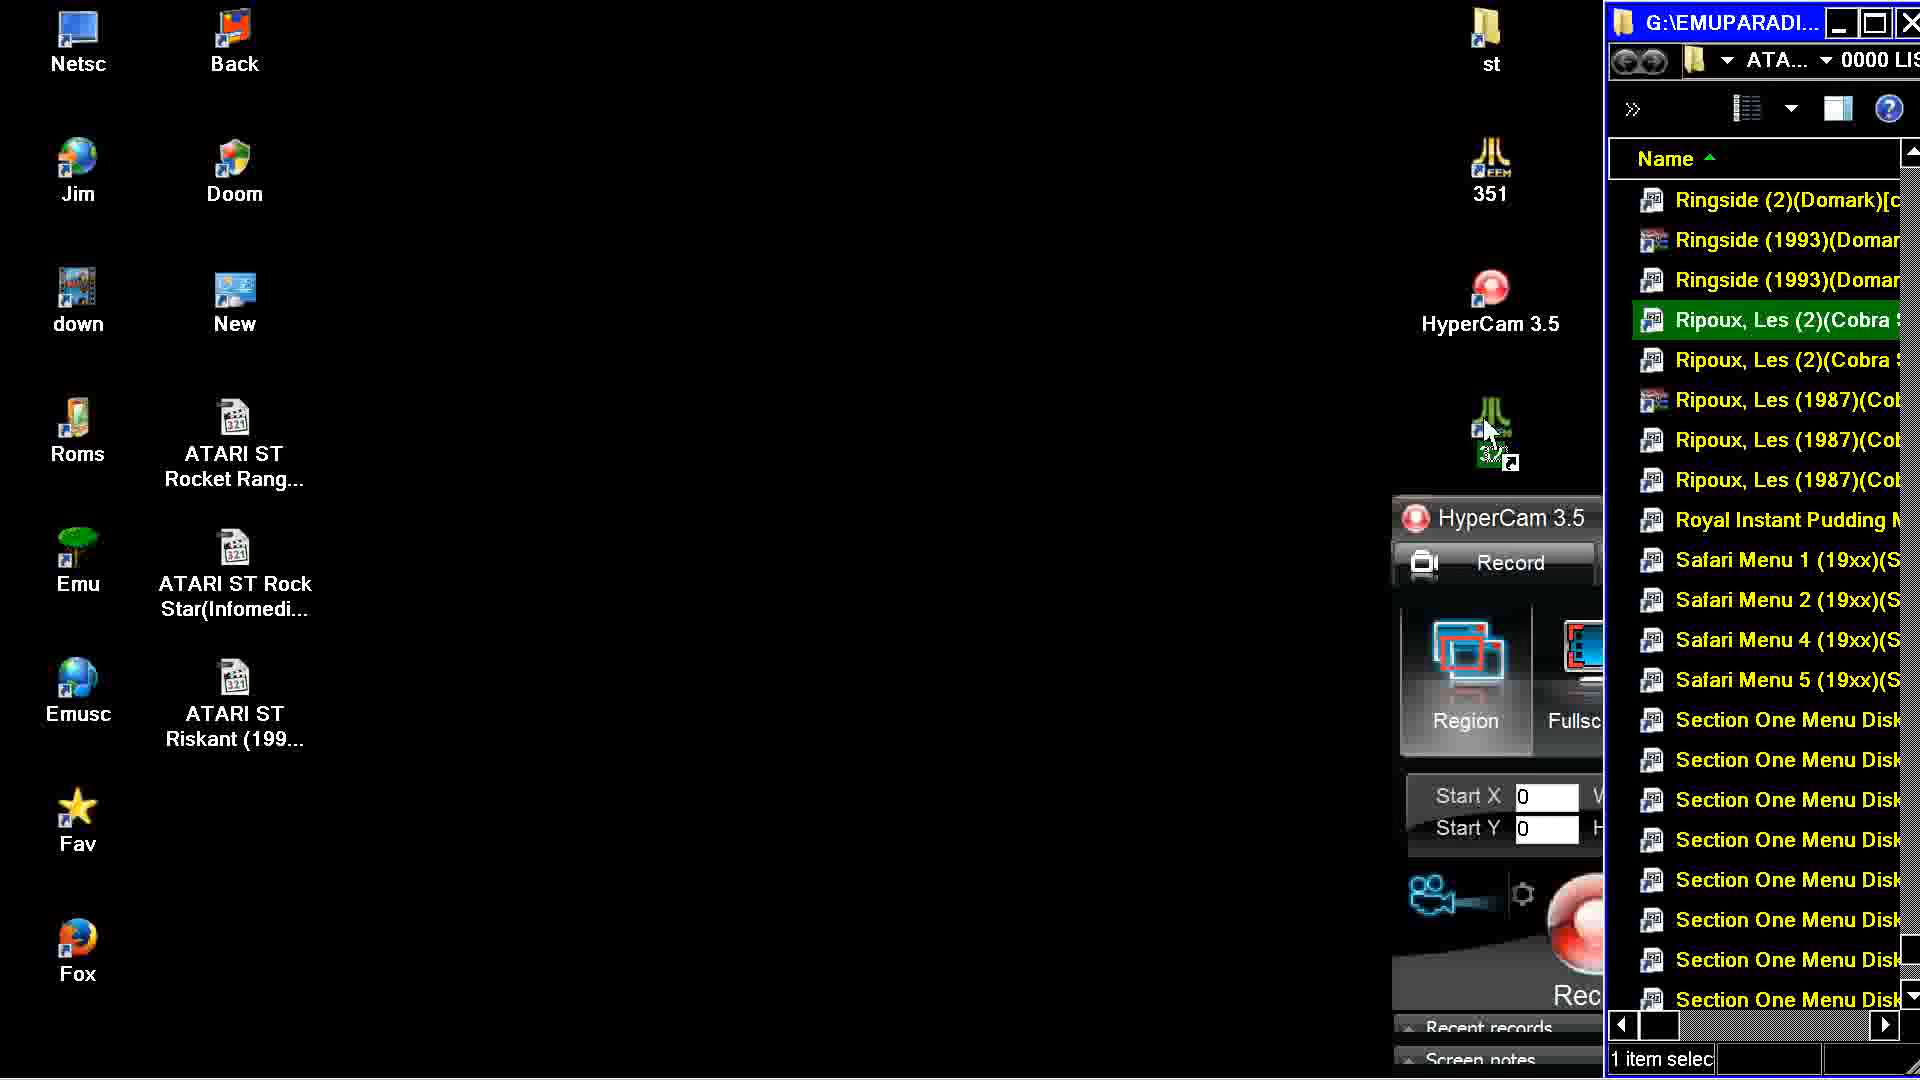 Netsc
Back
Jim
Doom
down
New
Roms
ATARI ST
Rocket Rang...
Emu
ATARI ST Rock
Star(Infomedi...
Emusc
ATARI ST
Riskant (199...
Fav
Fox
st
351
HyperCam 3.5
HyperCam 3.5
Record
Region
Fullsc
Start X 0
Start Y 0
Rec
Recent records
Screen notes
G:\EMUPARADI...
ATA... 0000 LIS
Name
Ringside (2)(Domark)[c
Ringside (1993)(Domar
Ringside (1993)(Domar
Ripoux, Les (2)(Cobra
Ripoux, Les (2)(Cobra
Ripoux, Les (1987)(Col
Ripoux, Les (1987)(Col
Ripoux, Les (1987)(Col
Royal Instant Pudding
Safari Menu 1 (19xx)(S
Safari Menu 2 (19xx)(S
Safari Menu 4 (19xx)(S
Safari Menu 5 (19xx)(S
Section One Menu Disk
Section One Menu Disk
Section One Menu Disk
Section One Menu Disk
Section One Menu Disk
Section One Menu Disk
Section One Menu Disk
Section One Menu Disk
1 item selec